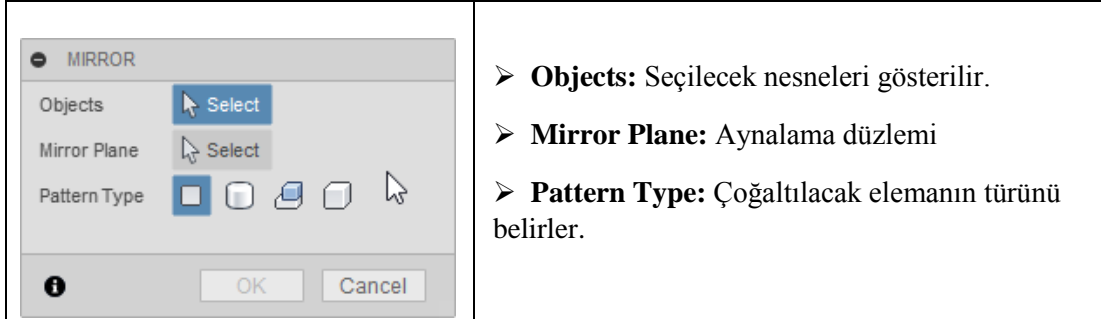 MIRROR
Objects Select
Mirror Plane Select
Pattern Type
OK Cancel
➢ Objects: Seçilecek nesneleri gösterilir.
➢ Mirror Plane: Aynalama düzlemi
➢ Pattern Type: Çoğaltılacak elemanın türünü
belirler.